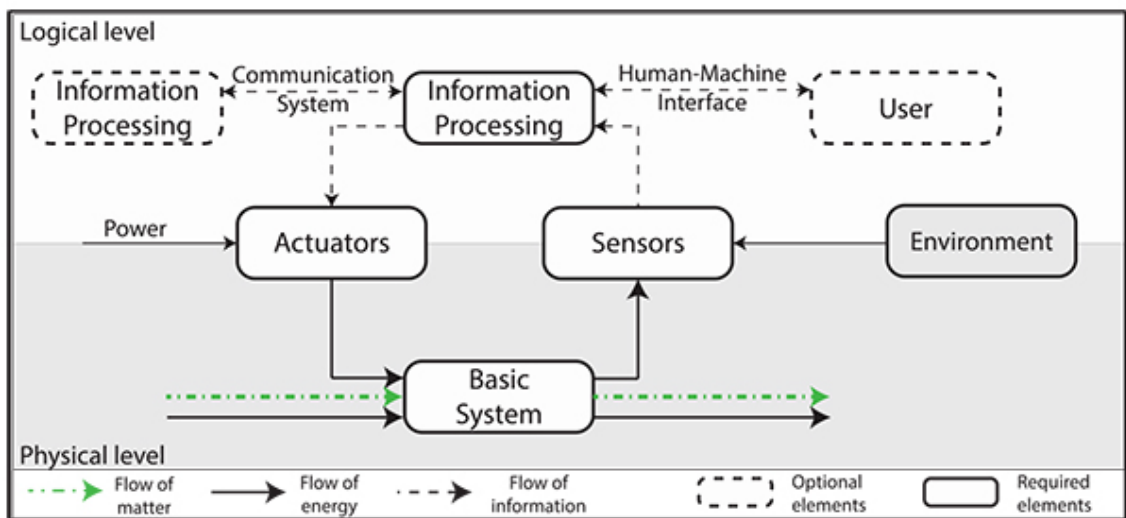 Logical level
Information
Processing
Communication
System
Information
Processing
Human-Machine
Interface
User
Power
Actuators
Sensors
Environment
Basic
System
Physical level
Flow of
matter
Flow of
energy
Flow of
information
Optional
elements
Required
elements